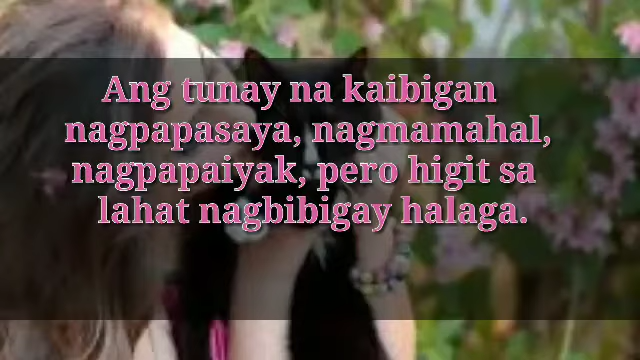 Ang tunay na kaibigan
nagpapasaya, nagmamahal,
nagpapaiyak, pero higit sa
lahat nagbibigay halaga.